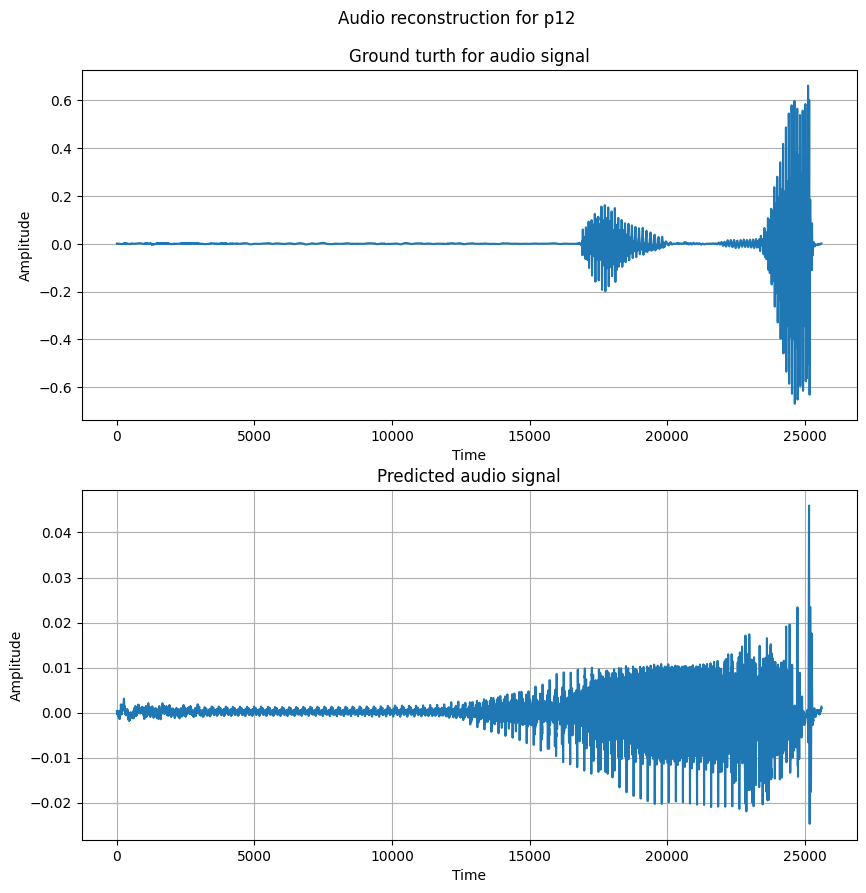 Audio reconstruction for p12
Ground turth for audio signal
0.6
0.4
0.2
0.0
−0.2
−0.4
−0.6
Amplitude
0 5000 10000 15000 20000 25000
Time
Predicted audio signal
0.04
0.03
0.02
0.01
0.00
−0.01
−0.02
Amplitude
0 5000 10000 15000 20000 25000
Time